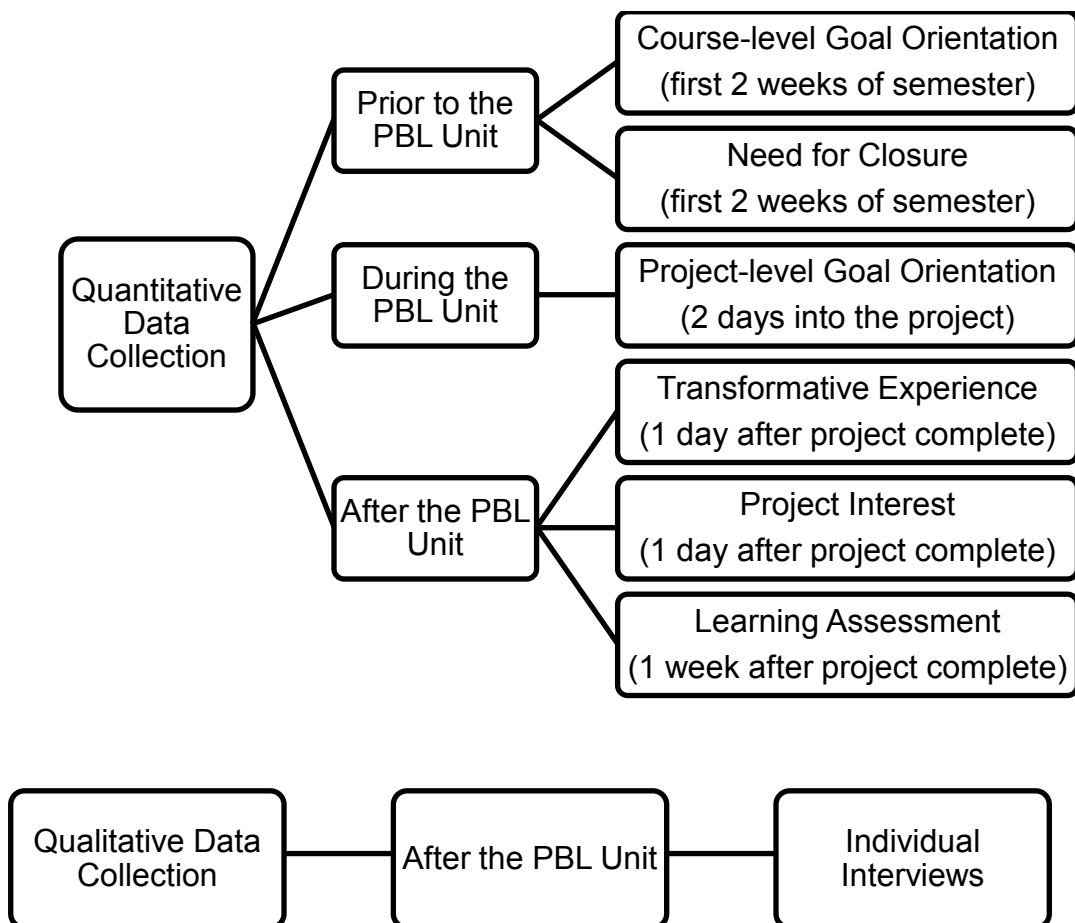 Quantitative
Data
Collection
Prior to the
PBL Unit
Course-level Goal Orientation
(first 2 weeks of semester)
Need for Closure
(first 2 weeks of semester)
During the
PBL Unit
Project-level Goal Orientation
(2 days into the project)
After the PBL
Unit
Transformative Experience
(1 day after project complete)
Project Interest
(1 day after project complete)
Learning Assessment
(1 week after project complete)
Qualitative Data
Collection
After the PBL Unit
Individual
Interviews